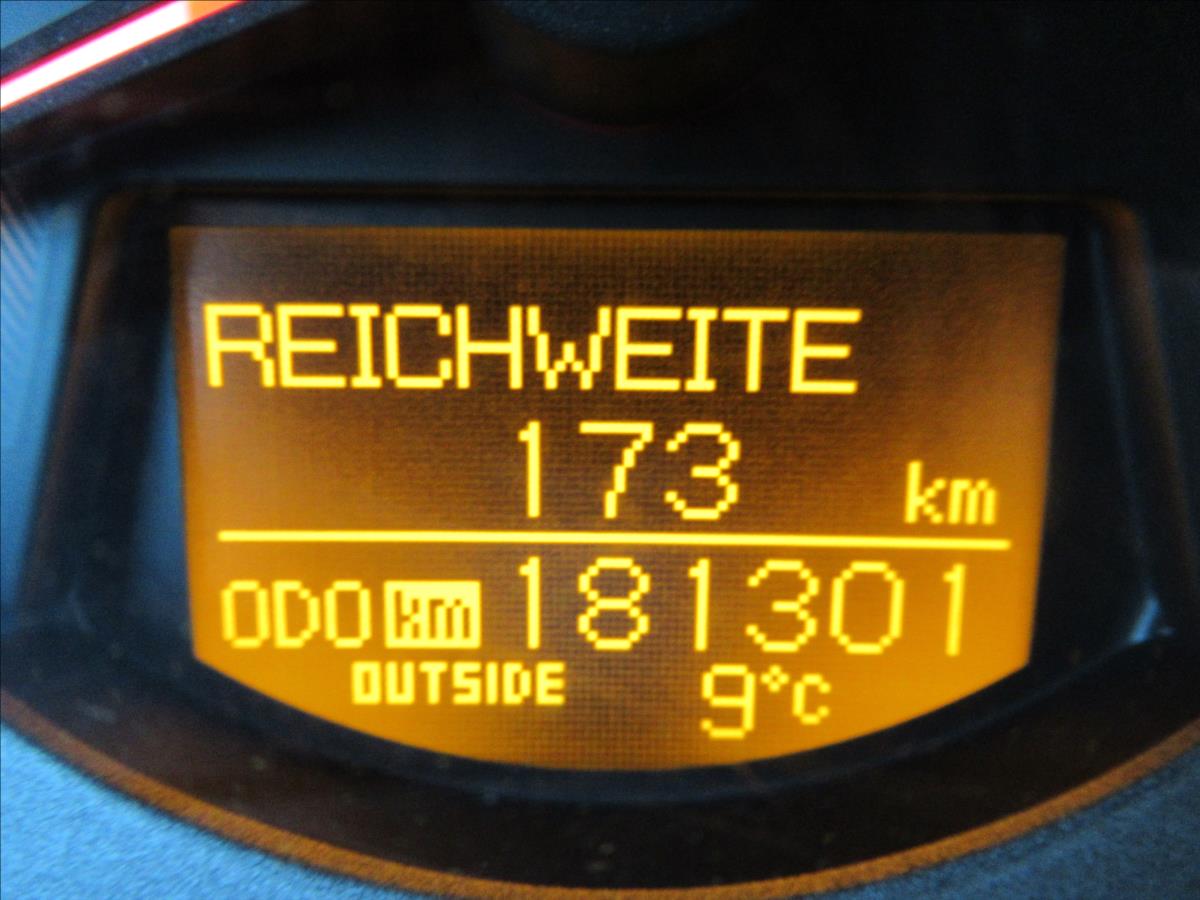 REICHWEITE
173 km
ODO km 181301
OUTSIDE 9°C